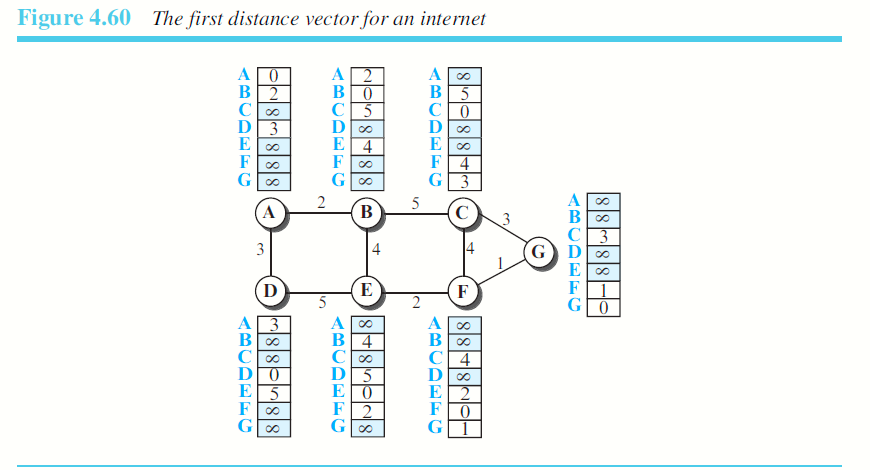 Figure 4.60 The first distance vector for an internet
A 0
B 2
C ∞
D 3
E ∞
F ∞
G ∞
A 2
B 0
C 5
D ∞
E 4
F ∞
G ∞
A ∞
B 5
C 0
D ∞
E ∞
F 4
G 3
A ∞
B ∞
C 3
D ∞
E ∞
F 1
G 0
A 2 B 5 C 3
3 4 4 1 G
D 5 E 2 F
A 3
B ∞
C ∞
D 0
E 5
F ∞
G ∞
A ∞
B 4
C ∞
D 5
E 0
F 2
G ∞
A ∞
B ∞
C 4
D ∞
E 2
F 0
G 1